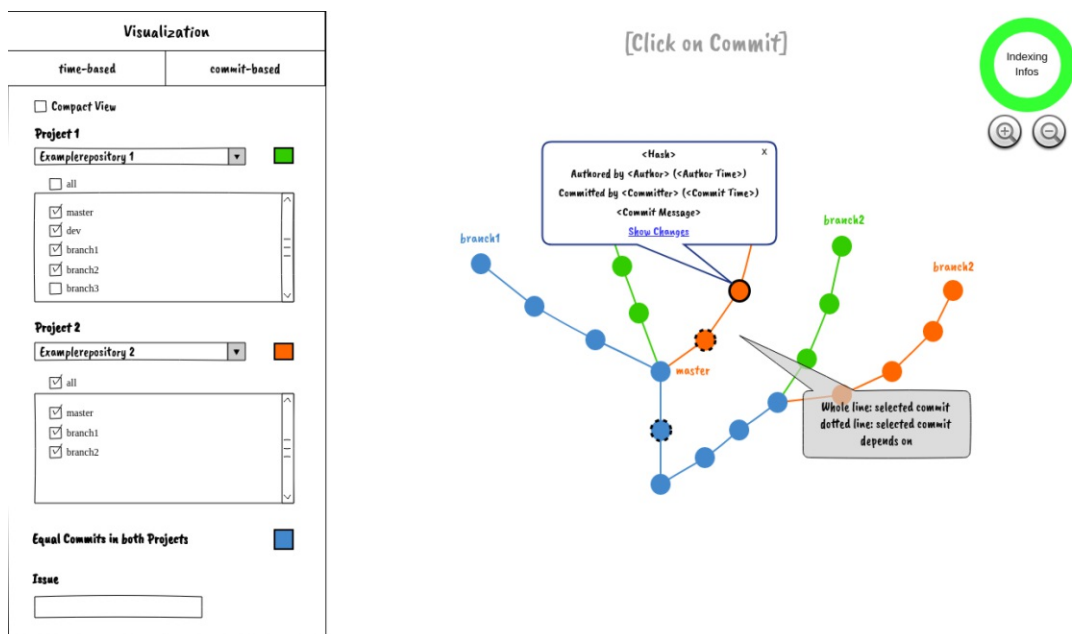 Visualization
time-based
commit-based
Compact View
Project 1
Examplerepository 1
all
master
dev
branch1
branch2
branch3
Project 2
Examplerepository 2
all
master
branch1
branch2
Equal Commits in both Projects
Issue
[Click on Commit]
Indexing
Infos
<Hash>
x
Authored by <Author> (<Author Time>)
Committed by <Committer> (<Commit Time>)
<Commit Message>
Show Changes
branch1
branch2
branch2
master
Whole line: selected commit
dotted line: selected commit
depends on